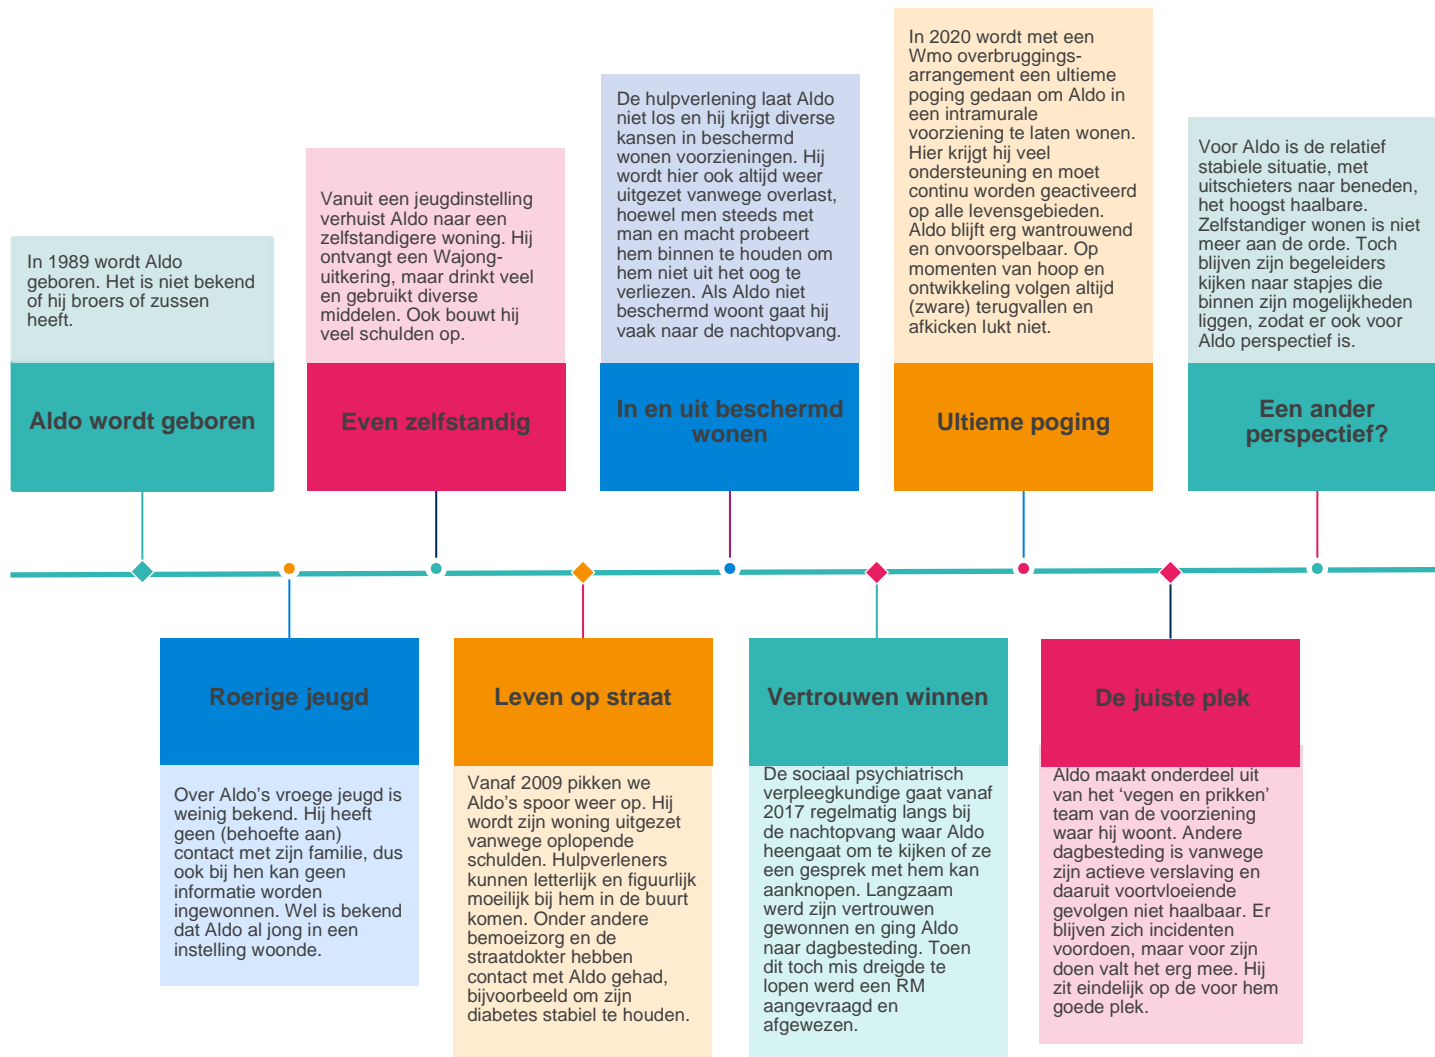 In 1989 wordt Aldo
geboren. Het is niet bekend
of hij broers of zussen
heeft.
Aldo wordt geboren
Over Aldo’s vroege jeugd is
weinig bekend. Hij heeft
geen (behoefte aan)
contact met zijn familie, dus
ook bij hen kan geen
informatie worden
ingewonnen. Wel is bekend
dat Aldo al jong in een
instelling woonde.
Roerige jeugd
Vanuit een jeugdinstelling
verhuist Aldo naar een
zelfstandigere woning. Hij
ontvangt een Wajong-
uitkering, maar drinkt veel
en gebruikt diverse
middelen. Ook bouwt hij
veel schulden op.
Even zelfstandig
Leven op straat
Vanaf 2009 pikken we
Aldo’s spoor weer op. Hij
wordt zijn woning uitgezet
vanwege oplopende
schulden. Hulpverleners
kunnen letterlijk en figuurlijk
moeilijk bij hem in de buurt
komen. Onder andere
bemoeizorg en de
straatdokter hebben
contact met Aldo gehad,
bijvoorbeeld om zijn
diabetes stabiel te houden.
De hulpverlening laat Aldo
niet los en hij krijgt diverse
kansen in beschermd
wonen voorzieningen. Hij
wordt hier ook altijd weer
uitgezet vanwege overlast,
hoewel men steeds met
man en macht probeert
hem binnen te houden om
hem niet uit het oog te
verliezen. Als Aldo niet
beschermd woont gaat hij
vaak naar de nachtopvang.
In en uit beschermd
wonen
Vertrouwen winnen
De sociaal psychiatrisch
verpleegkundige gaat vanaf
2017 regelmatig langs bij
de nachtopvang waar Aldo
heengaat om te kijken of ze
een gesprek met hem kan
aanknopen. Langzaam
werd zijn vertrouwen
gewonnen en ging Aldo
naar dagbesteding. Toen
dit toch mis dreigde te
lopen werd een RM
aangevraagd en
afgewezen.
In 2020 wordt met een
Wmo overbruggings-
arrangement een ultieme
poging gedaan om Aldo in
een intramurale
voorziening te laten wonen.
Hier krijgt hij veel
ondersteuning en moet
continu worden geactiveerd
op alle levensgebieden.
Aldo blijft erg wantrouwend
en onvoorspelbaar. Op
momenten van hoop en
ontwikkeling volgen altijd
(zware) terugvallen en
afkicken lukt niet.
Ultieme poging
De juiste plek
Aldo maakt onderdeel uit
van het ‘vegen en prikken’
team van de voorziening
waar hij woont. Andere
dagbesteding is vanwege
zijn actieve verslaving en
daaruit voortvloeiende
gevolgen niet haalbaar. Er
blijven zich incidenten
voordoen, maar voor zijn
doen valt het erg mee. Hij
zit eindelijk op de voor hem
goede plek.
Voor Aldo is de relatief
stabiele situatie, met
uitschieters naar beneden,
het hoogst haalbare.
Zelfstandiger wonen is niet
meer aan de orde. Toch
blijven zijn begeleiders
kijken naar stapjes die
binnen zijn mogelijkheden
liggen, zodat er ook voor
Aldo perspectief is.
Een ander
perspectief?